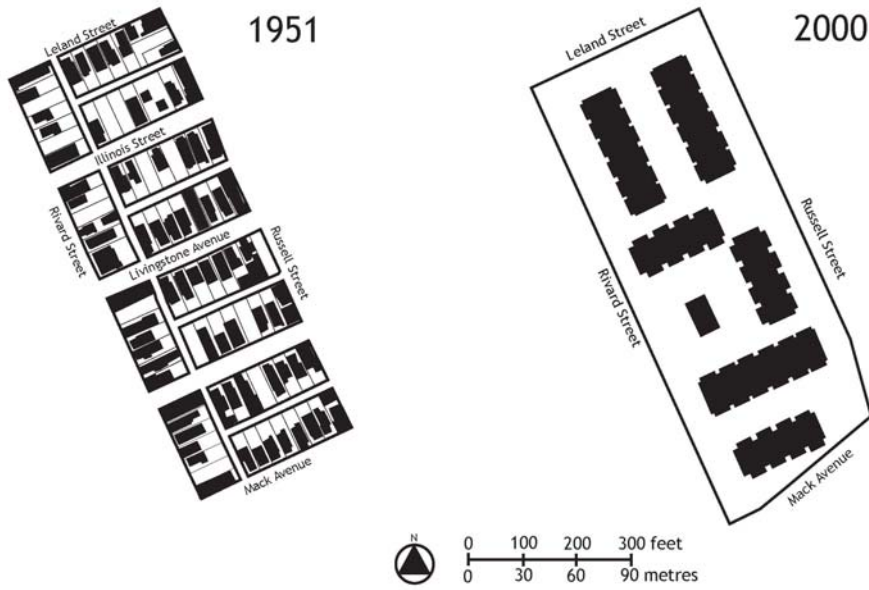 1951
Leland Street
Illinois Street
Rivard Street
Livingstone Avenue
Russell Street
Mack Avenue
2000
Leland Street
Russell Street
Rivard Street
Mack Avenue
N
0 100 200 300 feet
0 30 60 90 metres